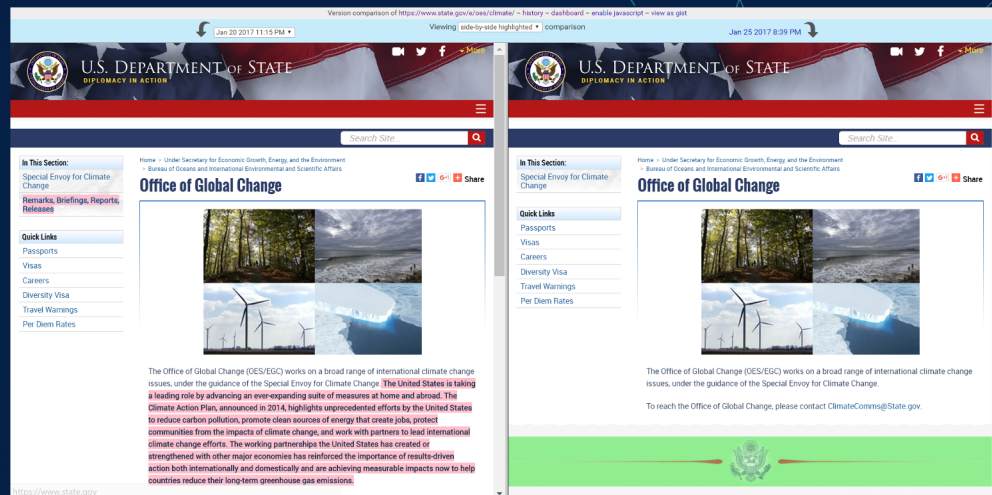 Version comparison of https://www.state.gov/e/oes/climate/ – history – dashboard – enable javascript – view as gist
Jan 20 2017 11:15 PM
Viewing side-by-side highlighted comparison
Jan 25 2017 8:39 PM
U.S. DEPARTMENT OF STATE
DIPLOMACY IN ACTION
More
Search Site...
In This Section:
Special Envoy for Climate
Change
Remarks, Briefings, Reports,
Releases
Quick Links
Passports
Visas
Careers
Diversity Visa
Travel Warnings
Per Diem Rates
Home > Under Secretary for Economic Growth, Energy, and the Environment
> Bureau of Oceans and International Environmental and Scientific Affairs
Office of Global Change
G+1
Share
The Office of Global Change (OES/EGC) works on a broad range of international climate change
issues, under the guidance of the Special Envoy for Climate Change. The United States is taking
a leading role by advancing an ever-expanding suite of measures at home and abroad. The
Climate Action Plan, announced in 2014, highlights unprecedented efforts by the United States
to reduce carbon pollution, promote clean sources of energy that create jobs, protect
communities from the impacts of climate change, and work with partners to lead international
climate change efforts. The working partnerships the United States has created or
strengthened with other major economies has reinforced the importance of results-driven
action both internationally and domestically and are achieving measurable impacts now to help
countries reduce their long-term greenhouse gas emissions.
https://www.state.gov
U.S. DEPARTMENT OF STATE
DIPLOMACY IN ACTION
More
Search Site...
In This Section:
Special Envoy for Climate
Change
Quick Links
Passports
Visas
Careers
Diversity Visa
Travel Warnings
Per Diem Rates
Home > Under Secretary for Economic Growth, Energy, and the Environment
> Bureau of Oceans and International Environmental and Scientific Affairs
Office of Global Change
G+1
Share
The Office of Global Change (OES/EGC) works on a broad range of international climate change
issues, under the guidance of the Special Envoy for Climate Change.
To reach the Office of Global Change, please contact ClimateComms@State.gov.